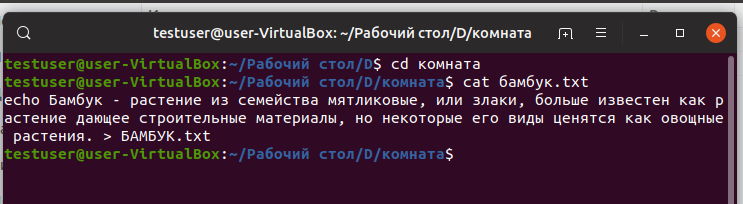 testuser@user-VirtualBox: ~/Рабочий стол/D/комната
testuser@user-VirtualBox:~/Рабочий стол/D$ cd комната
testuser@user-VirtualBox:~/Рабочий стол/D/комната$ cat бамбук.txt
echo Бамбук - растение из семейства мятликовые, или злаки, больше известен как р
астение дающее строительные материалы, но некоторые его виды ценятся как овощные
 растения. > БАМБУК.txt
testuser@user-VirtualBox:~/Рабочий стол/D/комната$